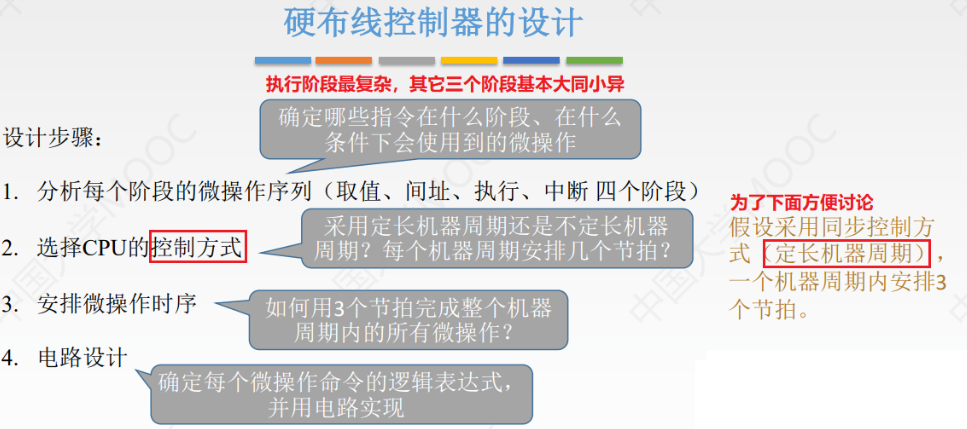 硬布线控制器的设计
执行阶段最复杂，其它三个阶段基本大同小异
确定哪些指令在什么阶段、在什么
条件下会使用到的微操作
设计步骤：
1. 分析每个阶段的微操作序列（取值、间址、执行、中断 四个阶段）
2. 选择CPU的控制方式
采用定长机器周期还是不定长机器
周期？每个机器周期安排几个节拍？
3. 安排微操作时序
如何用3个节拍完成整个机器
周期内的所有微操作？
4. 电路设计
确定每个微操作命令的逻辑表达式，
并用电路实现
为了下面方便讨论
假设采用同步控制方
式（定长机器周期），
一个机器周期内安排3
个节拍。
中国大学MOOC